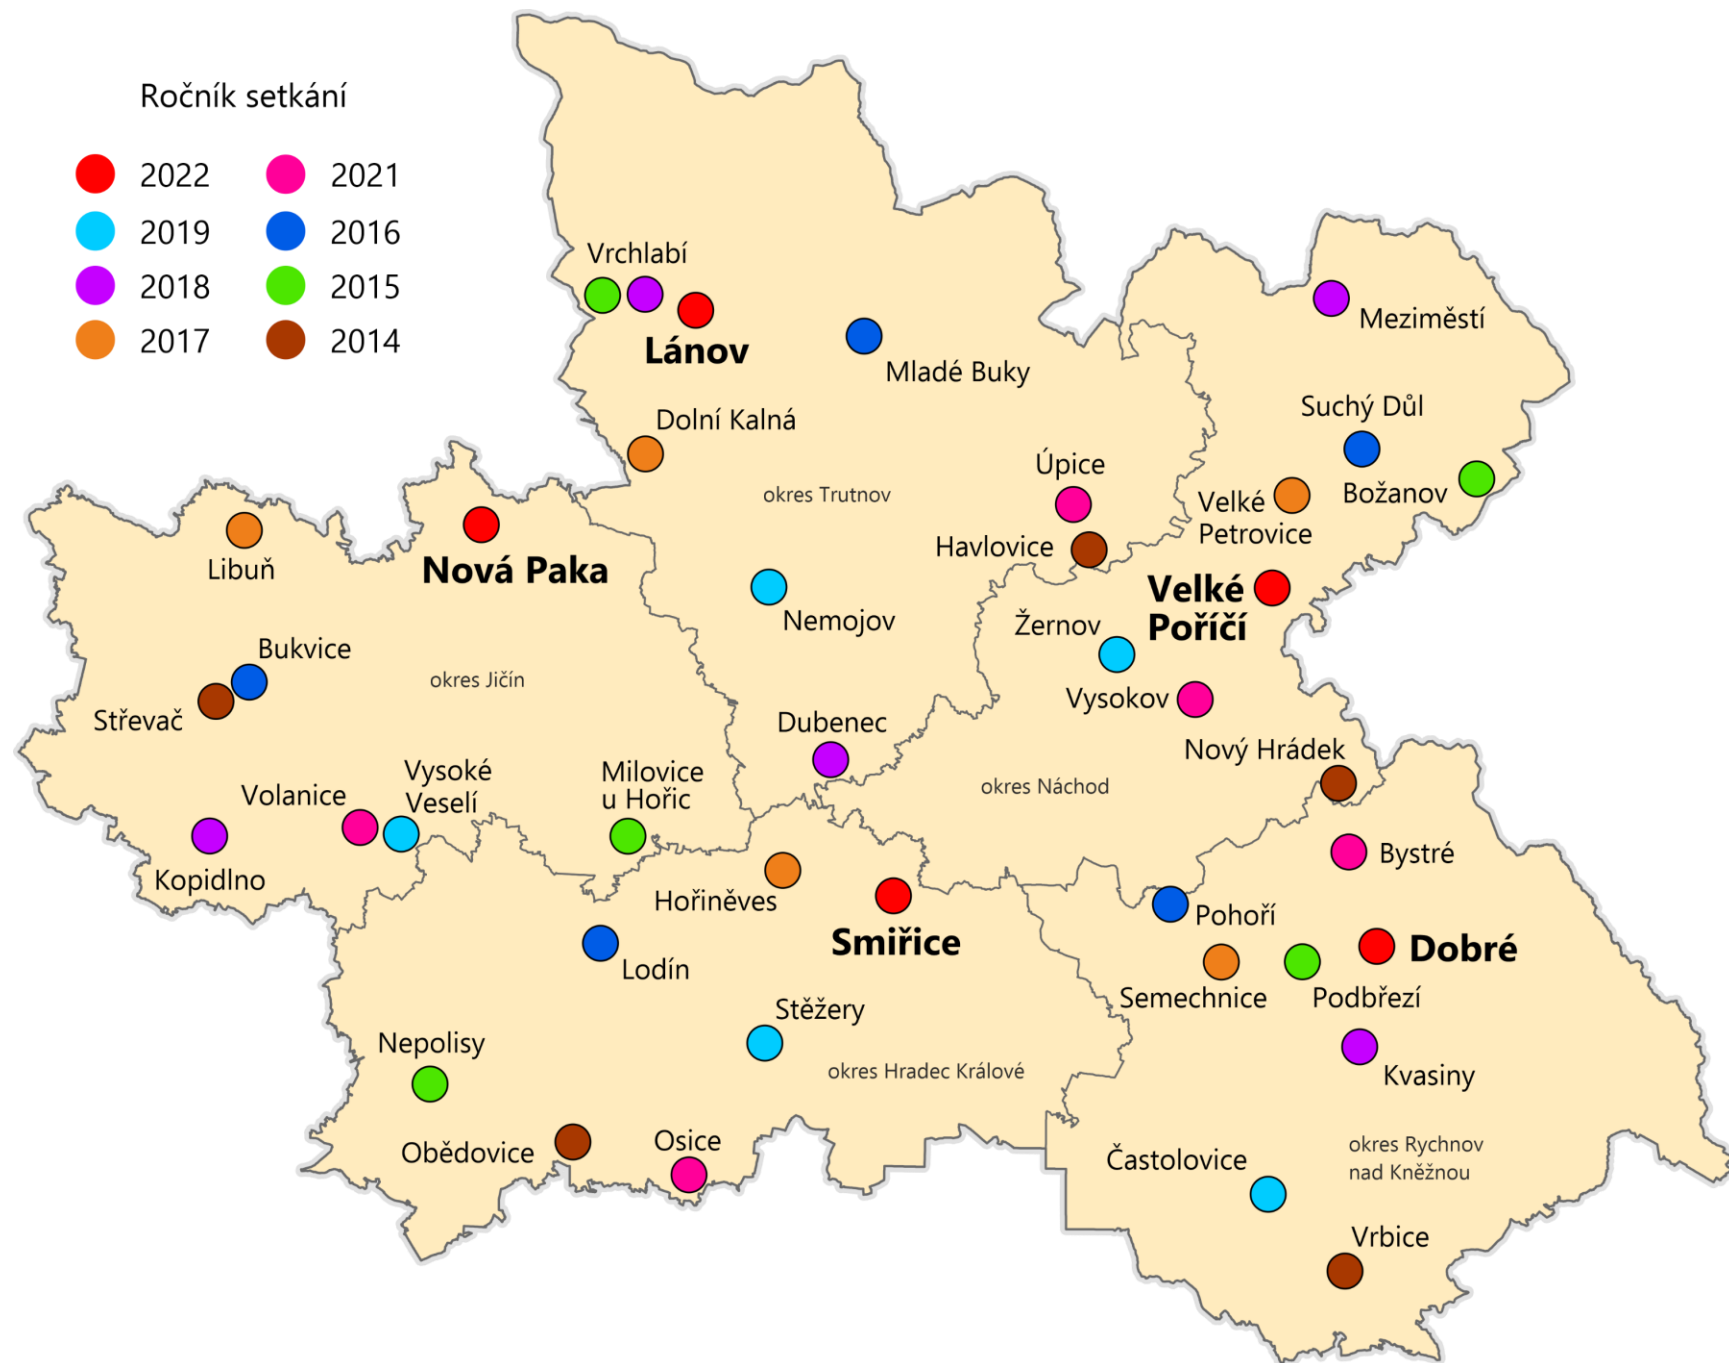 Ročník setkání
2022
2021
2019
2016
2018
2015
2017
2014
Vrchlabí
Lánov
Mladé Buky
Meziměstí
Dolní Kalná
Suchý Důl
Úpice
okres Trutnov
Velké
Petrovice
Božanov
Havlovice
Libuň
Nová Paka
Nemojov
Velké
Poříčí
Žernov
Bukvice
okres Jičín
Vysokov
Střevač
Dubenec
Nový Hrádek
okres Náchod
Volanice
Vysoké
Veselí
Milovice
u Hořic
Kopidlno
Bystré
Hořiněves
Smiřice
Pohoří
Dobré
Lodín
Semechnice
Podbřezí
Stěžery
Nepolisy
okres Hradec Králové
Kvasiny
Obědovice
Osice
okres Rychnov
nad Kněžnou
Častolovice
Vrbice